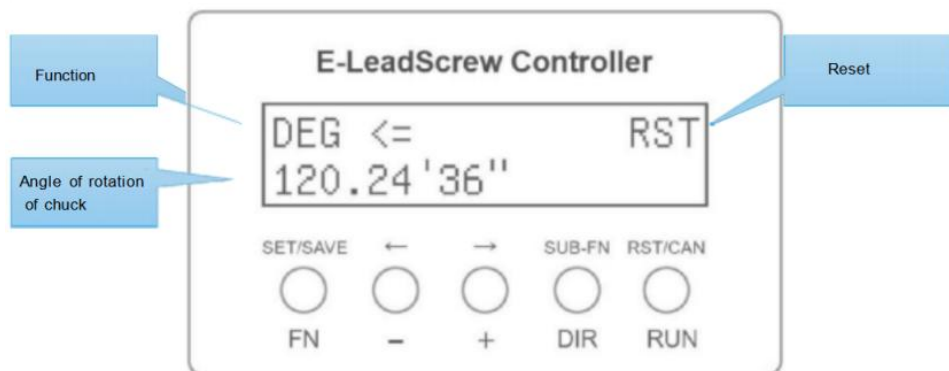 E-LeadScrew Controller
Function
Reset
DEG <= RST
120.24'36"
Angle of rotation
of chuck
SET/SAVE ← → SUB-FN RST/CAN
FN - + DIR RUN